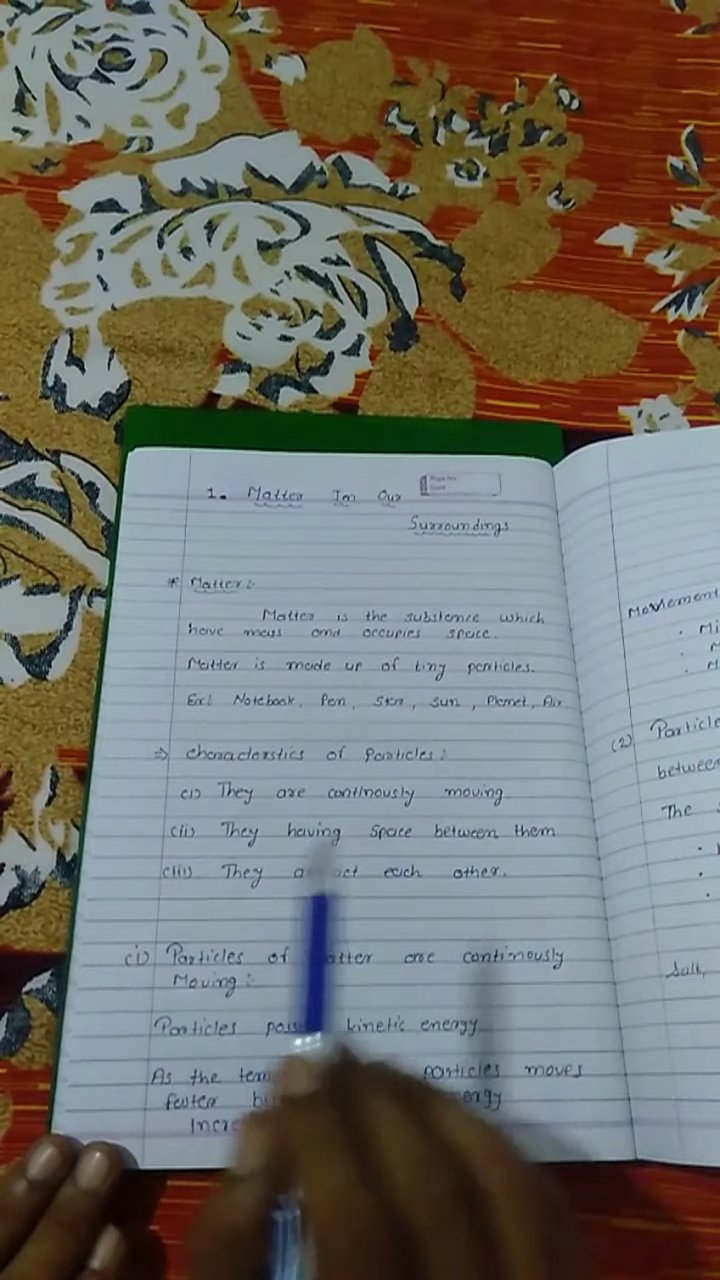 1. Matter In Our
Surroundings
* Matter :-
Matter is the substance which
have mass and occupies space.
Matter is made up of tiny particles.
Ex: Notebook, Pen, Star, Sun, Planet, Air
⇒ characterstics of Particles :
(i) They are continously moving
(ii) They having space between them
(iii) They each other.
(i) Particles of are continously
Moving :-
Particles kinetic energy
As the particles moves
faster
Movement
(2) Particle
between
The
Salt,